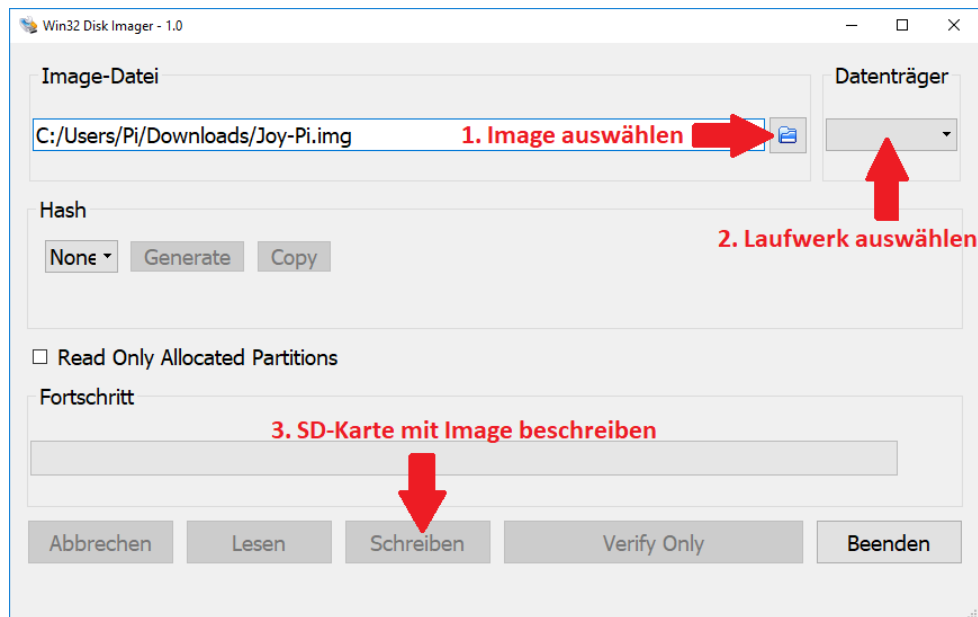 Win32 Disk Imager - 1.0
Image-Datei
Datenträger
C:/Users/Pi/Downloads/Joy-Pi.img
1. Image auswählen
Hash
2. Laufwerk auswählen
None
Generate
Copy
Read Only Allocated Partitions
Fortschritt
3. SD-Karte mit Image beschreiben
Abbrechen
Lesen
Schreiben
Verify Only
Beenden